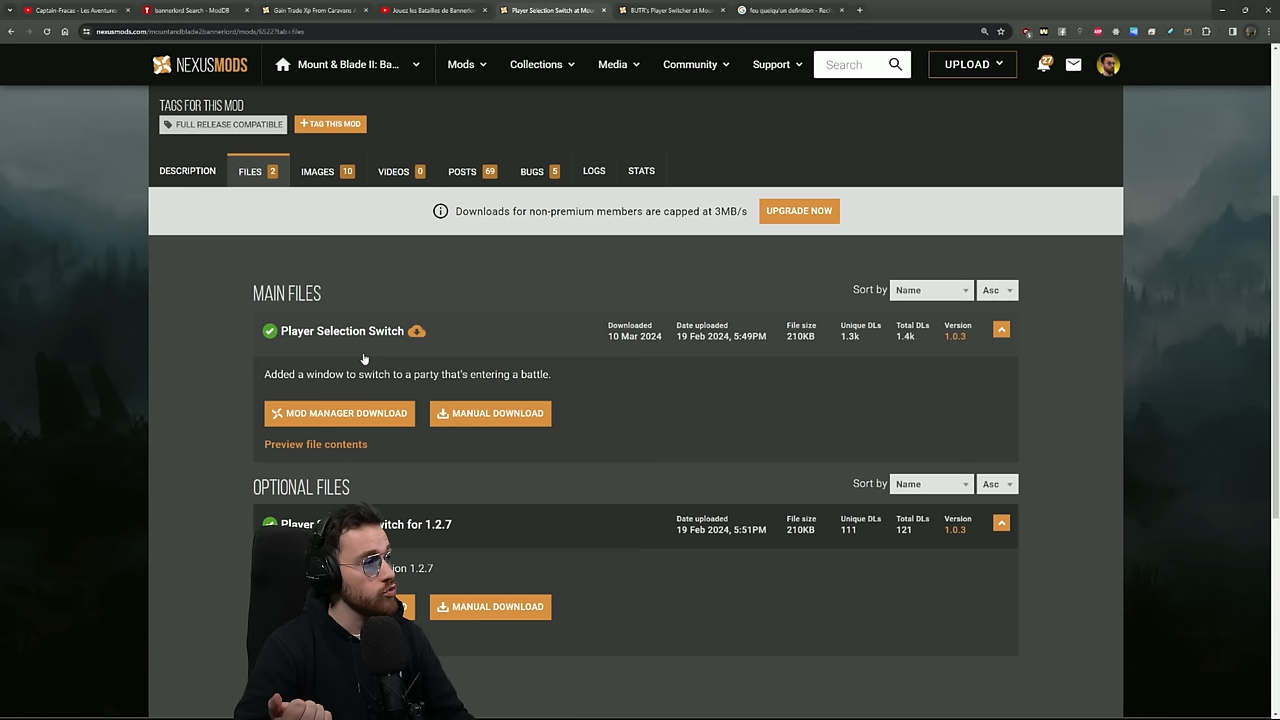 Captain-Fracas - Les Aventure
bannerlord Search - ModDB
Gain Trade Xp From Caravans
Jouez les Batailles de Bannerlo
Player Selection Switch at Mou
BUTR's Player Switcher at Mou
feu quelqu'un definition - Rech
nexusmods.com/mountandblade2bannerlord/mods/6522?tab=files
NEXUSMODS
Mount & Blade II: Ba...
Mods
Collections
Media
Community
Support
Search
UPLOAD
27
TAGS FOR THIS MOD
FULL RELEASE COMPATIBLE
+ TAG THIS MOD
DESCRIPTION
FILES 2
IMAGES 10
VIDEOS 0
POSTS 69
BUGS 5
LOGS
STATS
Downloads for non-premium members are capped at 3MB/s
UPGRADE NOW
MAIN FILES
Sort by Name Asc
Player Selection Switch
Downloaded
10 Mar 2024
Date uploaded
19 Feb 2024, 5:49PM
File size
210KB
Unique DLs
1.3k
Total DLs
1.4k
Version
1.0.3
Added a window to switch to a party that's entering a battle.
MOD MANAGER DOWNLOAD
MANUAL DOWNLOAD
Preview file contents
OPTIONAL FILES
Sort by Name Asc
Player S witch for 1.2.7
Date uploaded
19 Feb 2024, 5:51PM
File size
210KB
Unique DLs
111
Total DLs
121
Version
1.0.3
ion 1.2.7
MANUAL DOWNLOAD